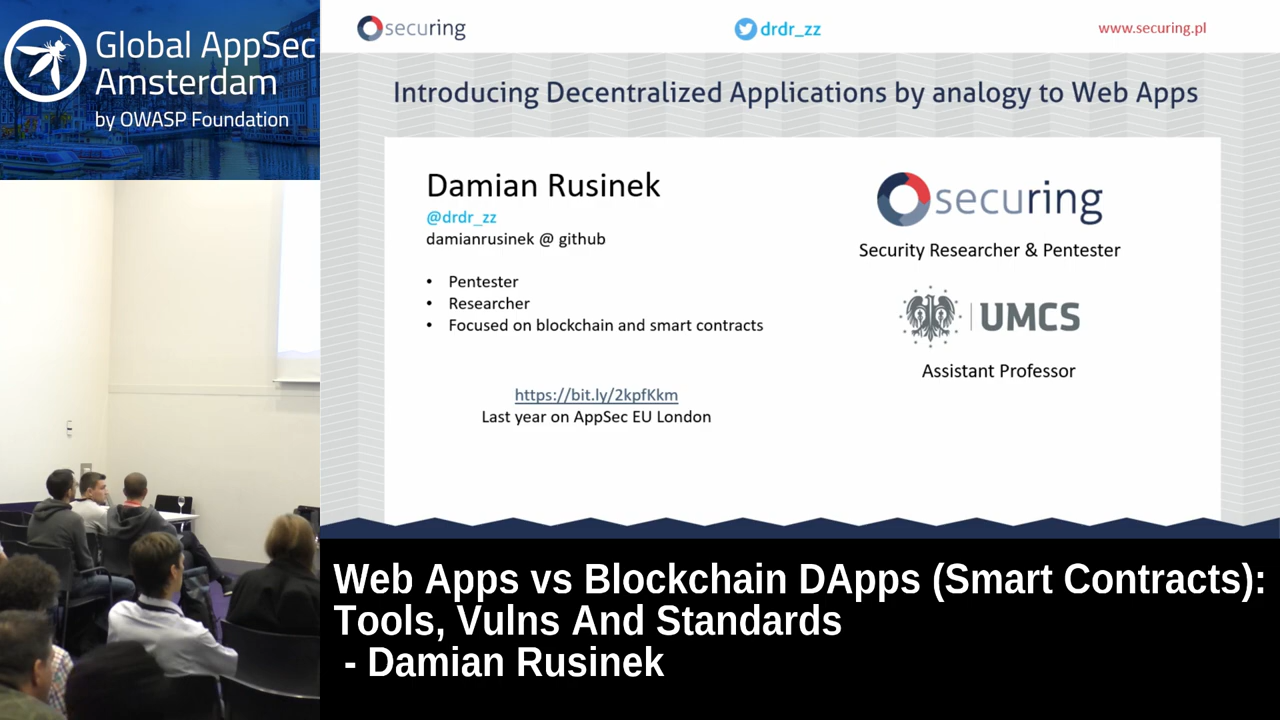 Global AppSec
Amsterdam
by OWASP Foundation
securing
drdr_zz
www.securing.pl
Introducing Decentralized Applications by analogy to Web Apps
Damian Rusinek
@drdr_zz
damianrusinek @ github
• Pentester
• Researcher
• Focused on blockchain and smart contracts
https://bit.ly/2kpfKkm
Last year on AppSec EU London
securing
Security Researcher & Pentester
UMCS
Assistant Professor
Web Apps vs Blockchain DApps (Smart Contracts):
Tools, Vulns And Standards
- Damian Rusinek